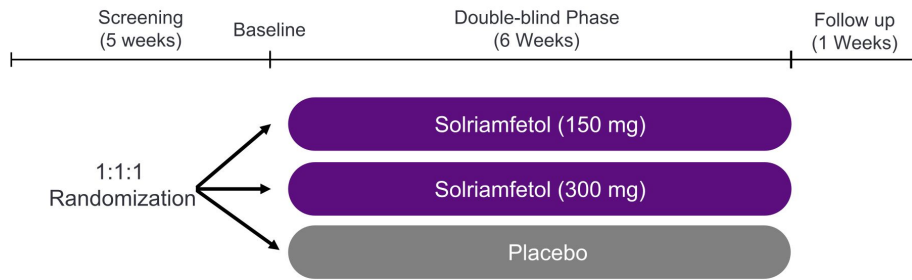 Screening
(5 weeks)
Baseline
Double-blind Phase
(6 Weeks)
Follow up
(1 Weeks)
1:1:1
Randomization
Solriamfetol (150 mg)
Solriamfetol (300 mg)
Placebo